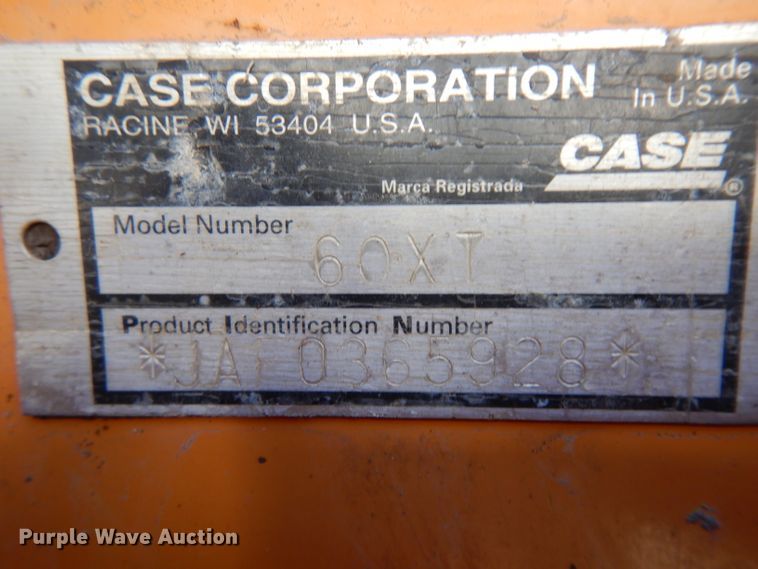 CASE CORPORATION
RACINE WI 53404 U.S.A.
Made
In U.S.A.
CASE
Marca Registrada
®
Model Number
60XT
Product Identification Number
*JAF0365928*
Purple Wave Auction